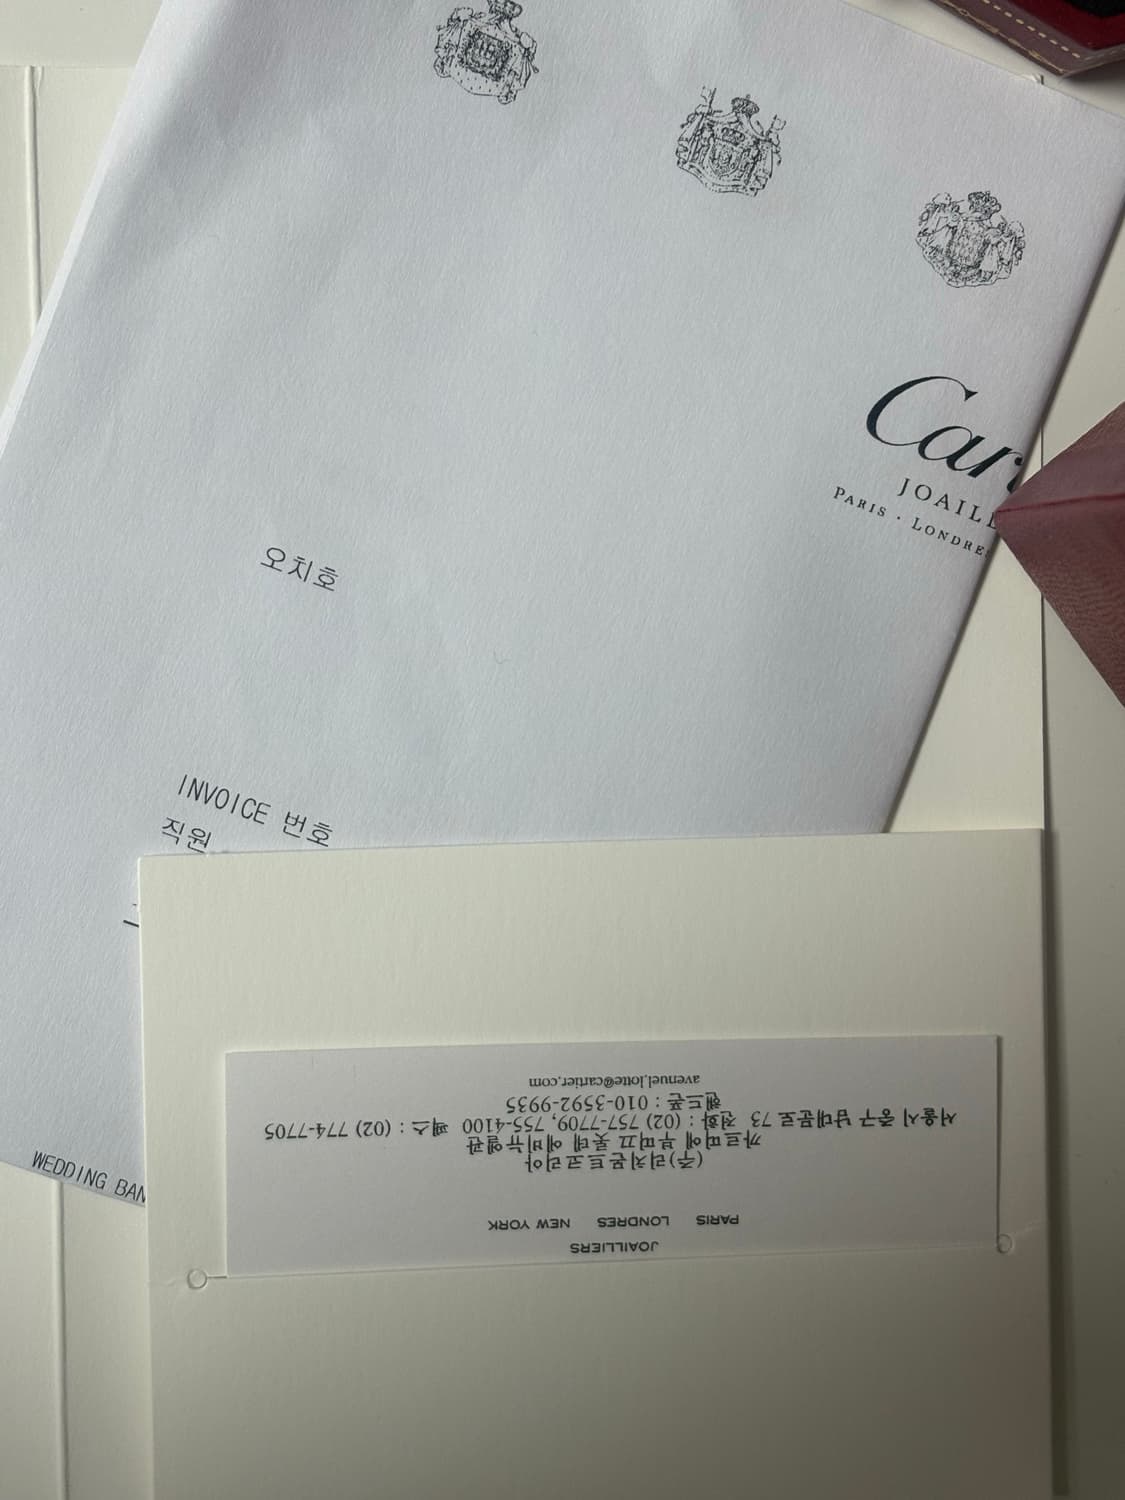 Car
JOAILL
PARIS · LONDRES
오치호
INVOICE 번호
직원
WEDDING BAN
JOAILLIERS
PARIS LONDRES NEW YORK
(주)리치몬트코리아
까르띠에 부띠끄 롯데 에비뉴엘점
서울시 중구 남대문로 73 전화 : (02) 757-7709, 755-4100 팩스 : (02) 774-7705
핸드폰 : 010-3592-9935
avenuel.lotte@cartier.com